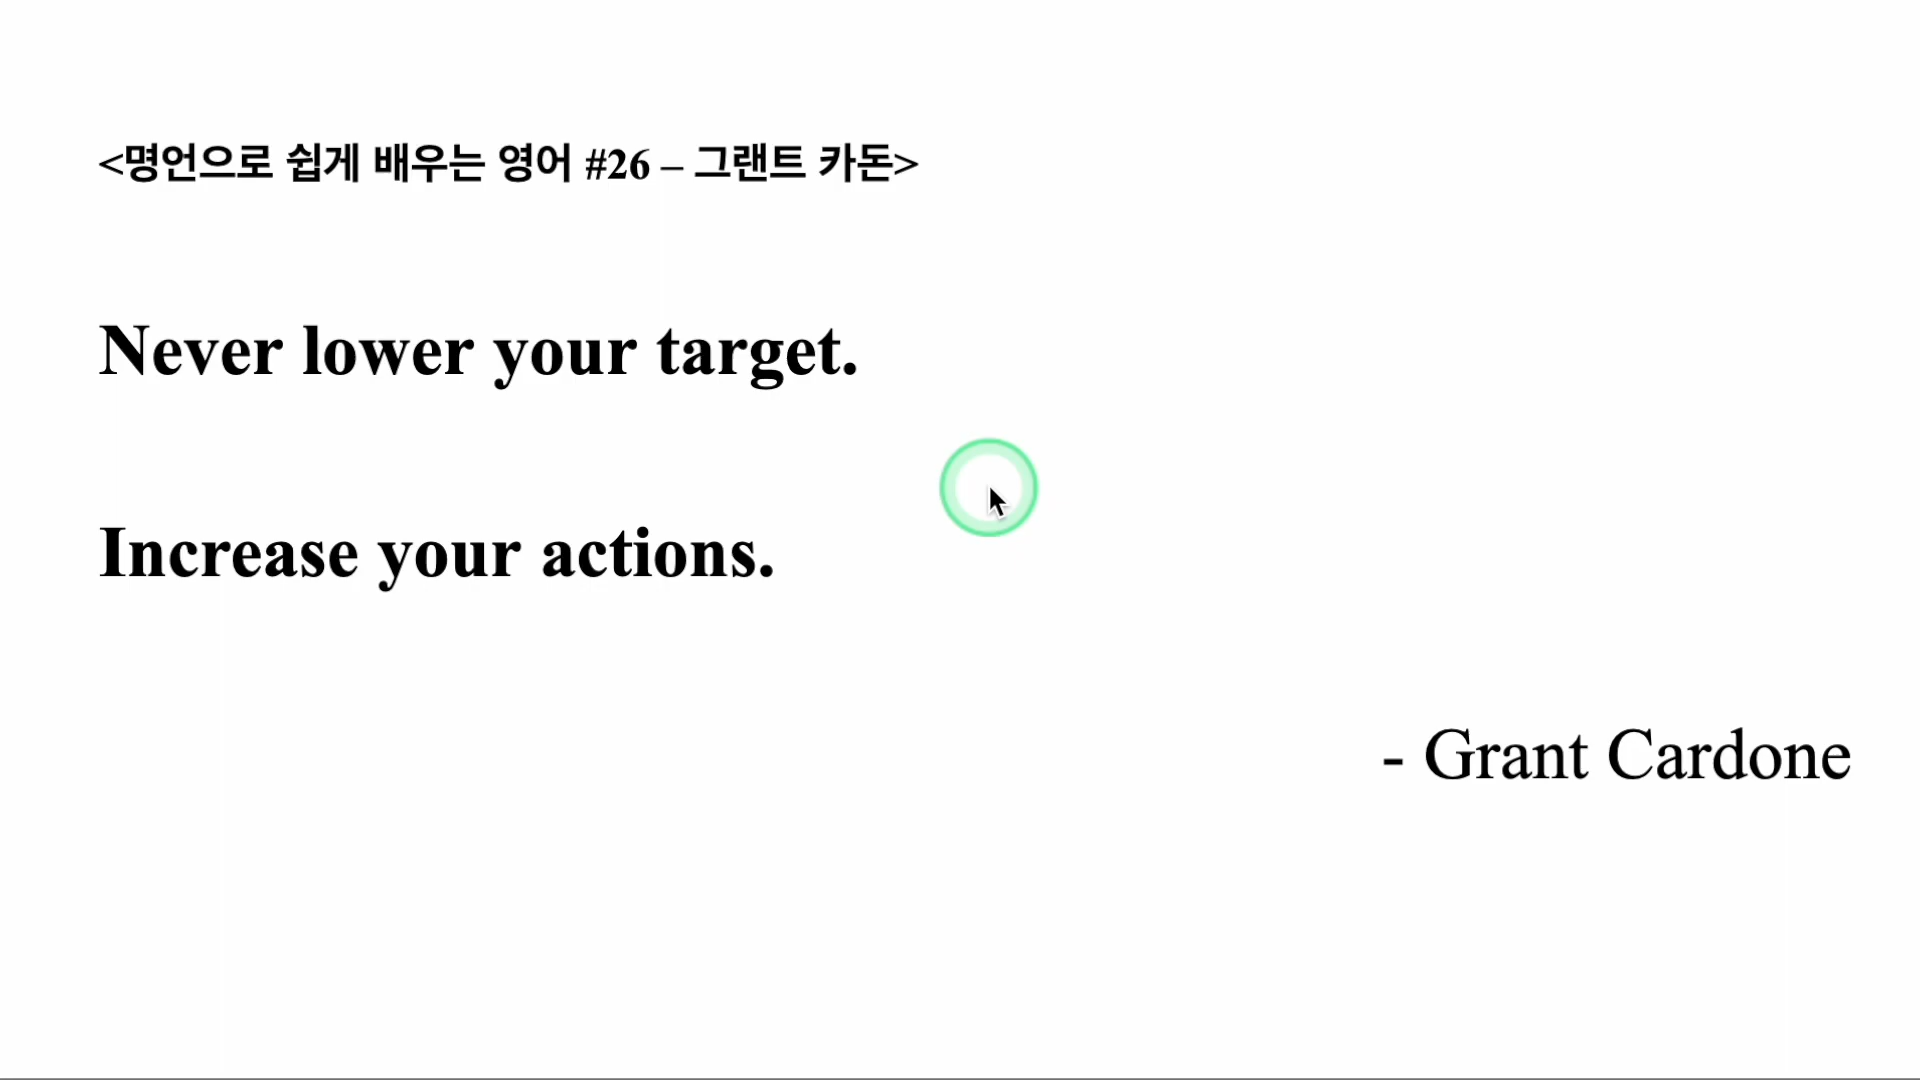 <명언으로 쉽게 배우는 영어 #26 – 그랜트 카돈>
Never lower your target.
Increase your actions.
- Grant Cardone